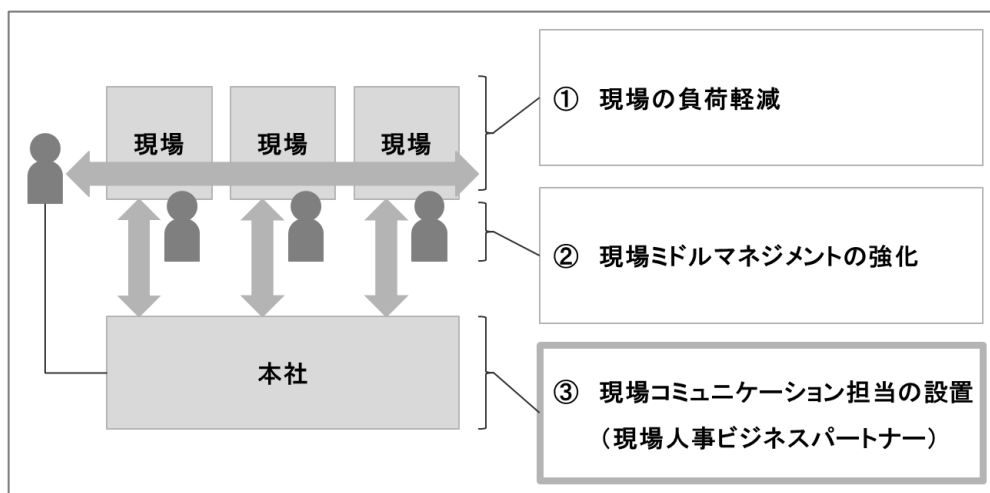 現場
現場
現場
本社
① 現場の負荷軽減
② 現場ミドルマネジメントの強化
③ 現場コミュニケーション担当の設置
（現場人事ビジネスパートナー）